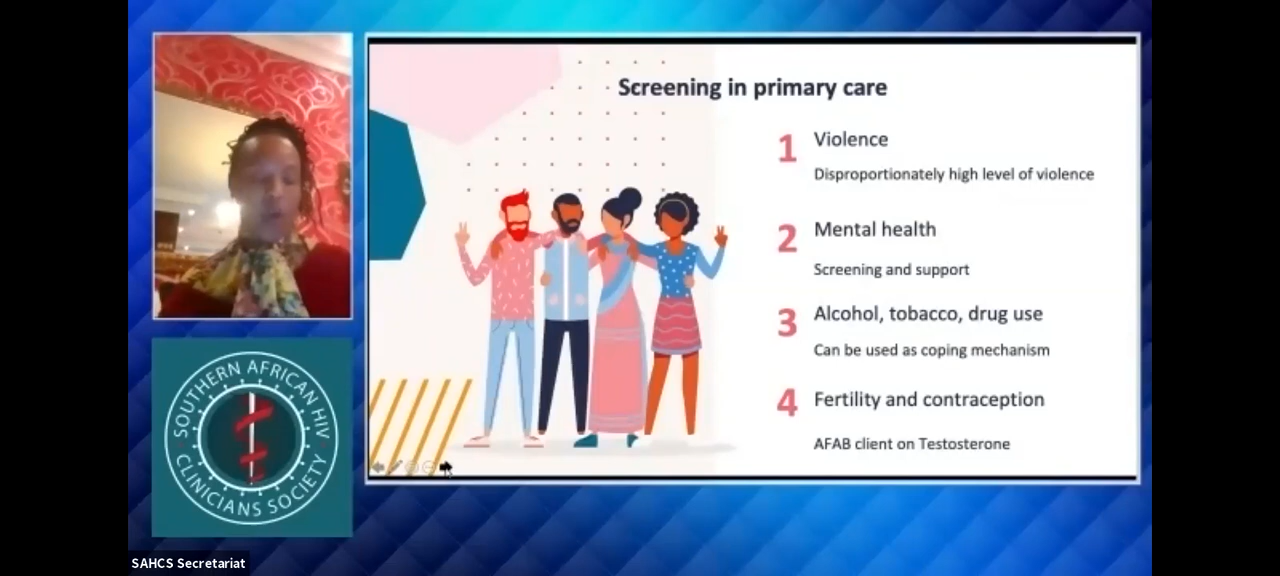 Screening in primary care
1
Violence
Disproportionately high level of violence
2
Mental health
Screening and support
3
Alcohol, tobacco, drug use
Can be used as coping mechanism
4
Fertility and contraception
AFAB client on Testosterone
SOUTHERN AFRICAN HIV
CLINICIANS SOCIETY
SAHCS Secretariat